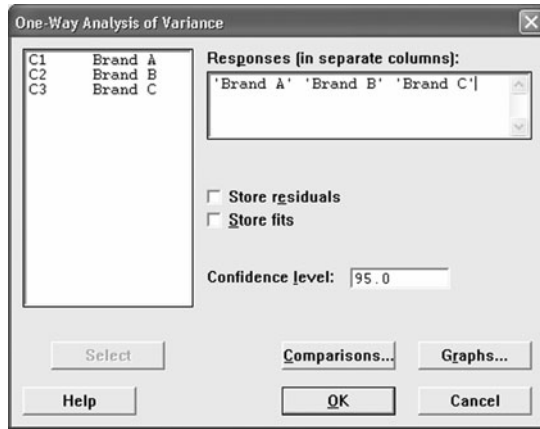 One-Way Analysis of Variance
C1 Brand A
C2 Brand B
C3 Brand C
Responses (in separate columns):
'Brand A' 'Brand B' 'Brand C'
Store residuals
Store fits
Confidence level: 95.0
Select
Comparisons...
Graphs...
Help
OK
Cancel